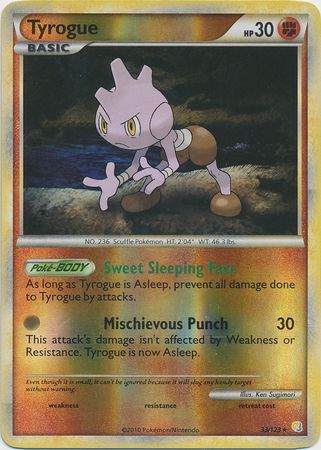 Tyrogue HP 30
BASIC
NO. 236 Scuffle Pokémon HT: 2'04" WT: 46.3 lbs.
Poké-BODY Sweet Sleeping Face
As long as Tyrogue is Asleep, prevent all damage done
to Tyrogue by attacks.
Mischievous Punch 30
This attack's damage isn't affected by Weakness or
Resistance. Tyrogue is now Asleep.
Even though it is small, it can't be ignored because it will slug any handy target
without warning.
Illus. Ken Sugimori
weakness resistance retreat cost
©2010 Pokémon/Nintendo 33/123 ★